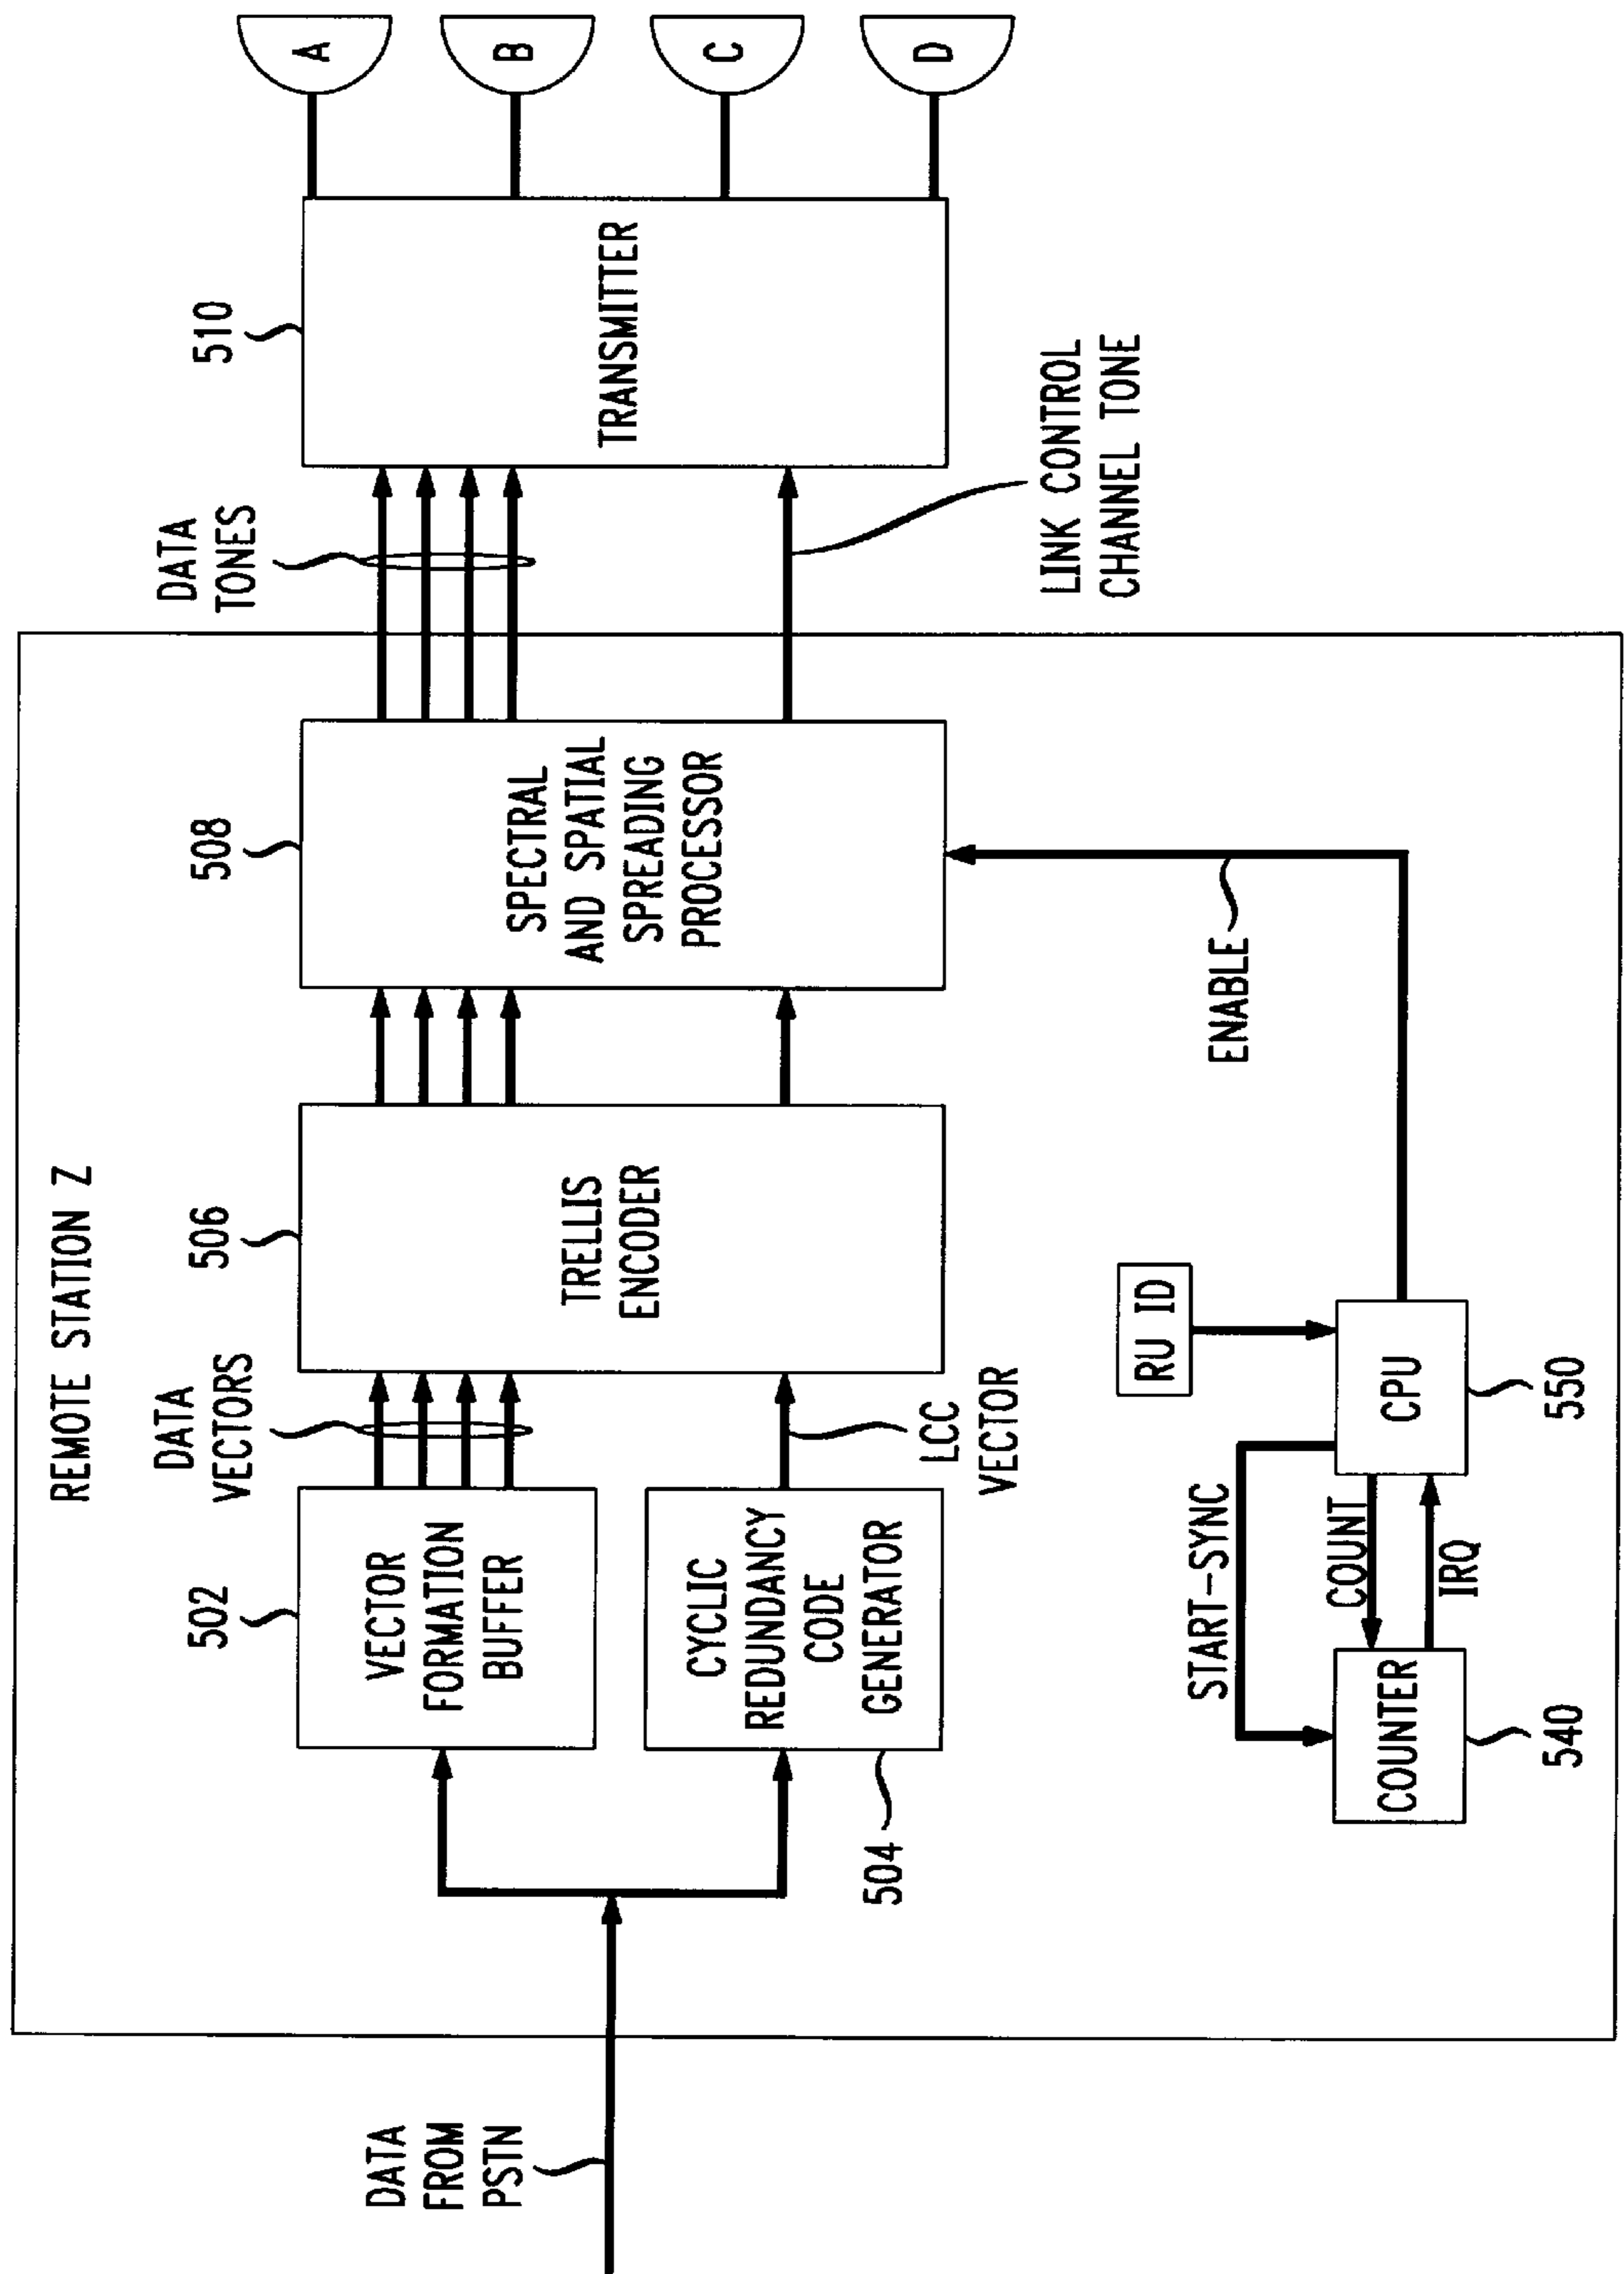 REMOTE STATION Z
DATA
FROM
PSTN
502
VECTOR
FORMATION
BUFFER
504
CYCLIC
REDUNDANCY
CODE
GENERATOR
DATA
VECTORS
LCC
VECTOR
506
TRELLIS
ENCODER
508
SPECTRAL
AND SPATIAL
SPREADING
PROCESSOR
DATA
TONES
LINK CONTROL
CHANNEL TONE
510
TRANSMITTER
A
B
C
D
START-SYNC
COUNTER
540
COUNT
IRQ
RU ID
CPU
550
ENABLE